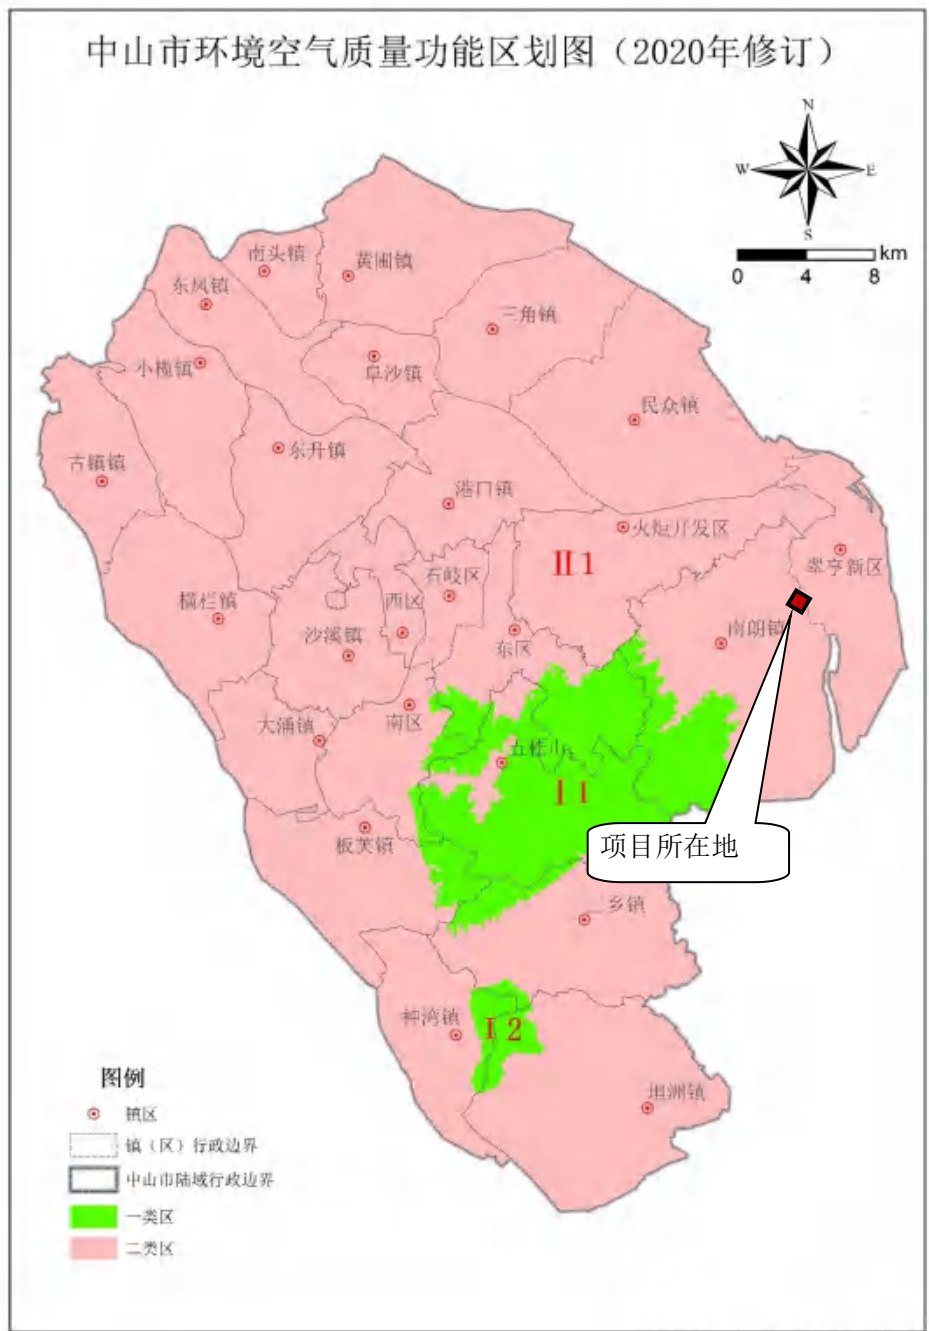 中山市环境空气质量功能区划图（2020年修订）
N
W
E
S
km
0
4
8
南头镇
黄圃镇
东凤镇
三角镇
小榄镇
阜沙镇
民众镇
东升镇
古镇镇
港口镇
火炬开发区
Ⅱ1
翠亨新区
石岐区
西区
横栏镇
沙溪镇
东区
南朗镇
南区
大涌镇
五桂山
Ⅰ1
板芙镇
项目所在地
乡镇
神湾镇
Ⅰ2
坦洲镇
图例
镇区
镇（区）行政边界
中山市陆域行政边界
一类区
二类区